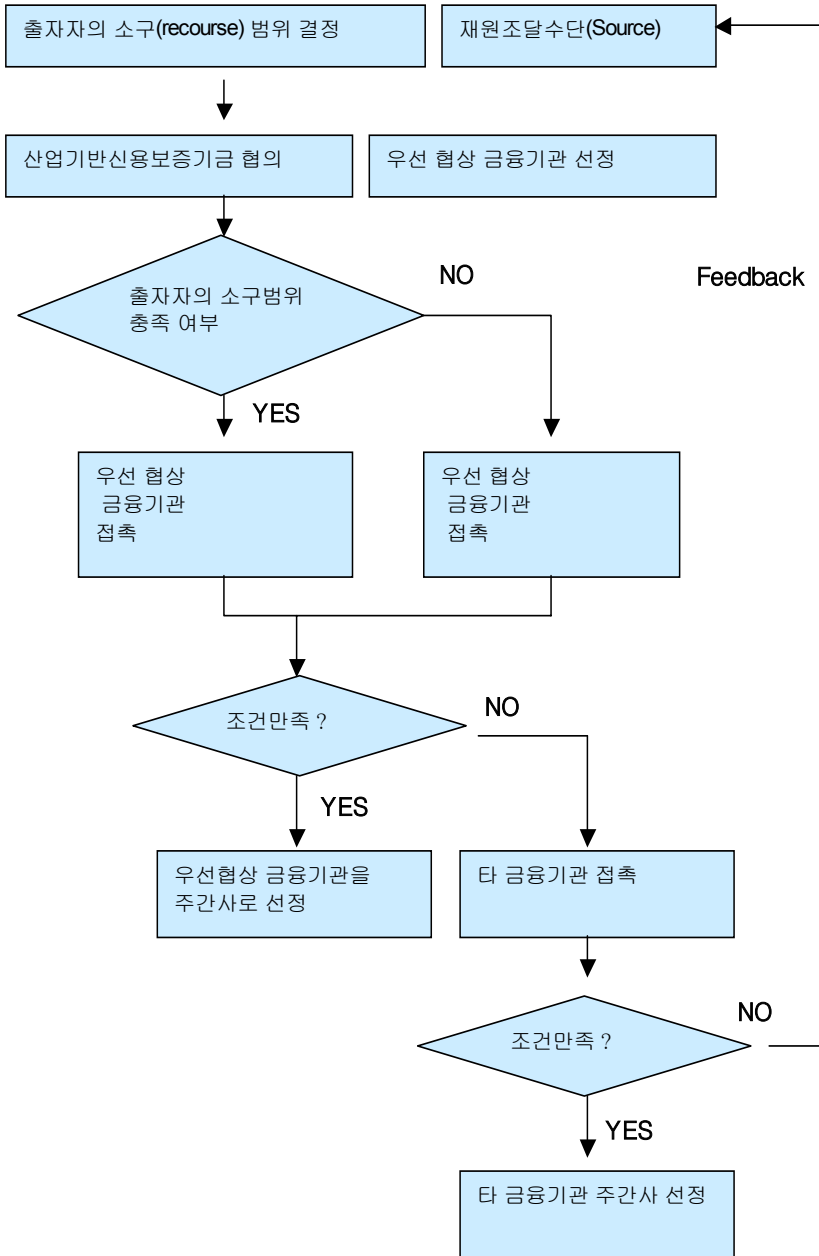 출자자의 소구(recourse) 범위 결정
재원조달수단(Source)
산업기반신용보증기금 협의
우선 협상 금융기관 선정
출자자의 소구범위
충족 여부
NO
Feedback
YES
우선 협상
금융기관
접촉
우선 협상
금융기관
접촉
조건만족 ?
NO
YES
우선협상 금융기관을
주간사로 선정
타 금융기관 접촉
조건만족 ?
NO
YES
타 금융기관 주간사 선정